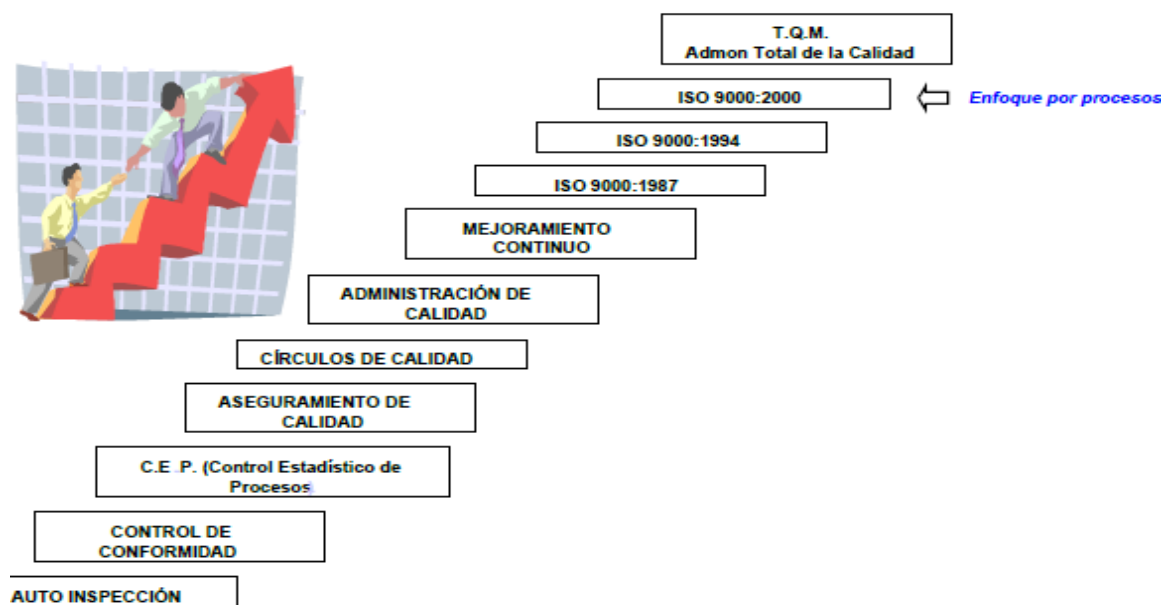 T.Q.M.
Admon Total de la Calidad
ISO 9000:2000
Enfoque por procesos
ISO 9000:1994
ISO 9000:1987
MEJORAMIENTO
CONTINUO
ADMINISTRACIÓN DE
CALIDAD
CÍRCULOS DE CALIDAD
ASEGURAMIENTO DE
CALIDAD
C.E .P. (Control Estadístico de
Procesos)
CONTROL DE
CONFORMIDAD
AUTO INSPECCIÓN